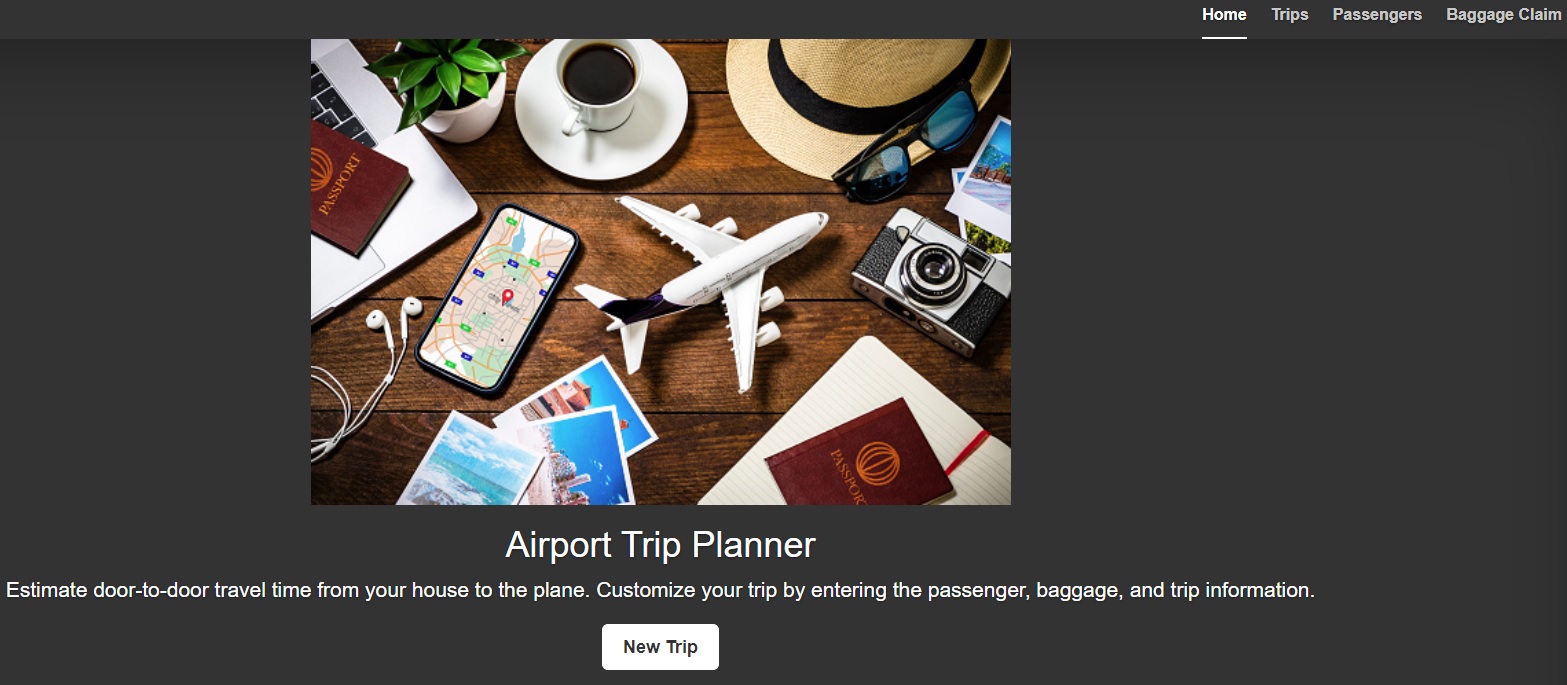 Home Trips Passengers Baggage Claim
PASSPORT
PASSPORT
Airport Trip Planner
Estimate door-to-door travel time from your house to the plane. Customize your trip by entering the passenger, baggage, and trip information.
New Trip